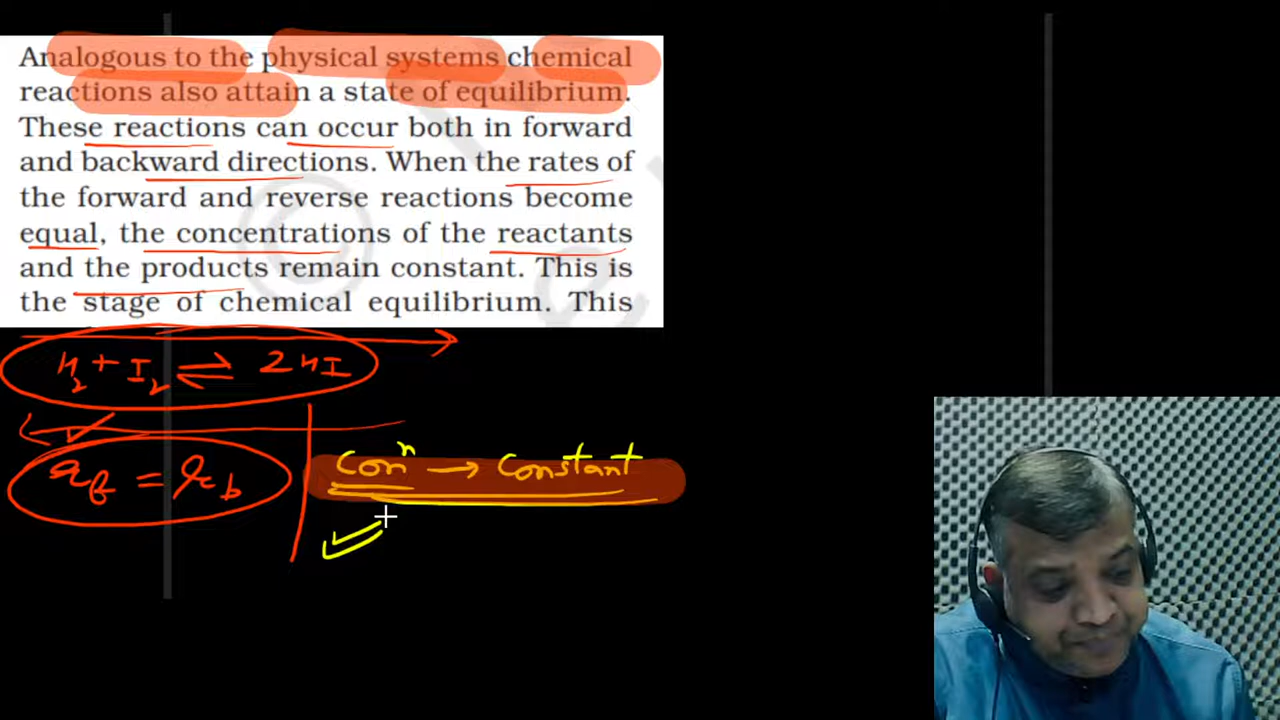 Analogous to the physical systems chemical
reactions also attain a state of equilibrium.
These reactions can occur both in forward
and backward directions. When the rates of
the forward and reverse reactions become
equal, the concentrations of the reactants
and the products remain constant. This is
the stage of chemical equilibrium. This
H₂ + I₂ ⇌ 2HI
r_f = r_b
Conⁿ → Constant